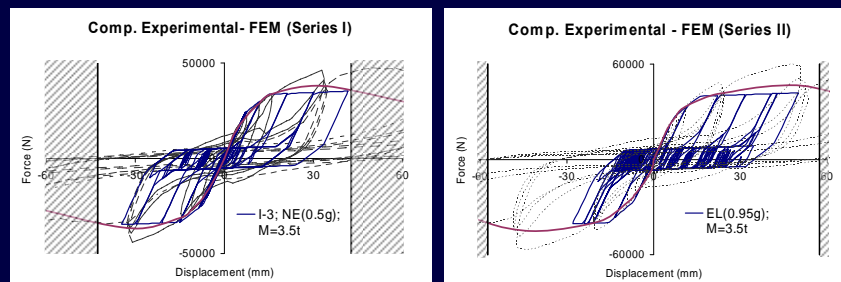 Comp. Experimental- FEM (Series I)
50000
Force (N)
-60
-30
0
30
60
I-3; NE(0.5g);
M=3.5t
-50000
Displacement (mm)
Comp. Experimental - FEM (Series II)
60000
Force (N)
-60
-30
0
30
60
EL(0.95g);
M=3.5t
-60000
Displacement (mm)